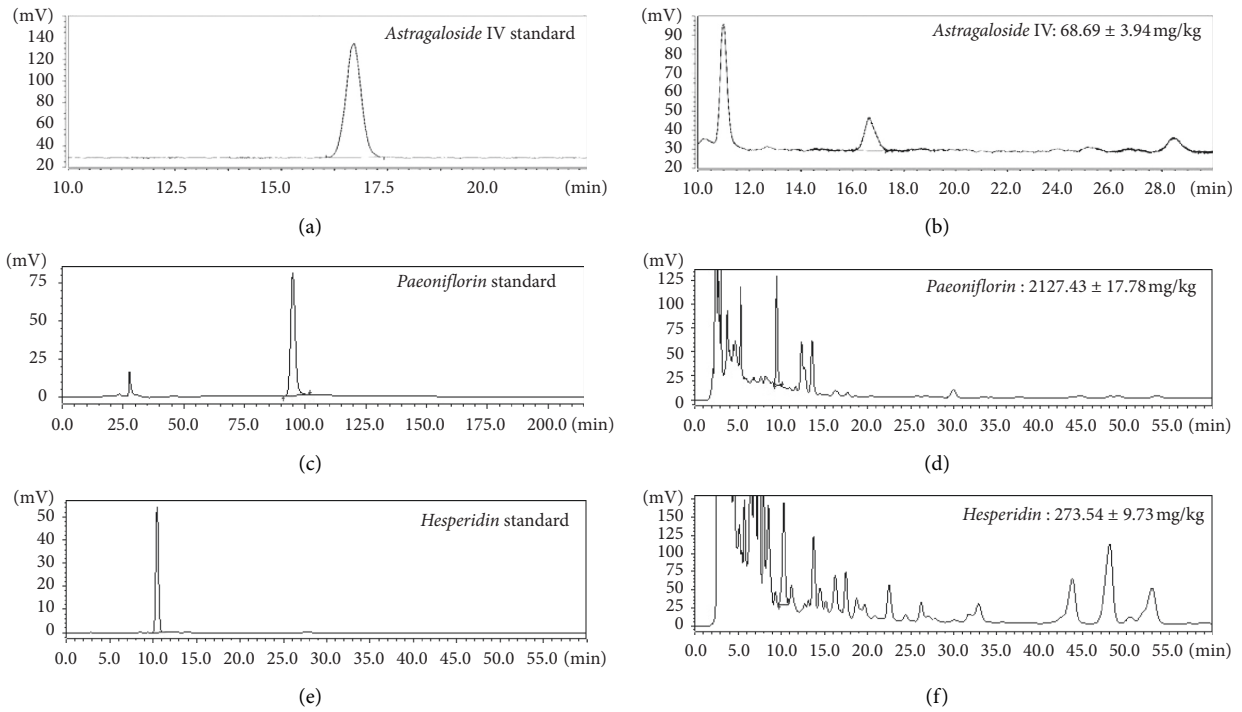 (mV)
140
120
100
80
60
40
20
Astragaloside IV standard
10.0 12.5 15.0 17.5 20.0 (min)
(a)
(mV)
90
80
70
60
50
40
30
20
Astragaloside IV: 68.69 ± 3.94 mg/kg
10.0 12.0 14.0 16.0 18.0 20.0 22.0 24.0 26.0 28.0 (min)
(b)
(mV)
75
50
25
0
Paeoniflorin standard
0.0 25.0 50.0 75.0 100.0 125.0 150.0 175.0 200.0 (min)
(c)
125
100
75
50
25
0
Paeoniflorin : 2127.43 ± 17.78 mg/kg
0.0 5.0 10.0 15.0 20.0 25.0 30.0 35.0 40.0 45.0 50.0 55.0 (min)
(mV)
(d)
(mV)
50
40
30
20
10
0
Hesperidin standard
0.0 5.0 10.0 15.0 20.0 25.0 30.0 35.0 40.0 45.0 50.0 55.0 (min)
(e)
(mV)
175
150
125
100
75
50
25
0
Hesperidin : 273.54 ± 9.73 mg/kg
0.0 5.0 10.0 15.0 20.0 25.0 30.0 35.0 40.0 45.0 50.0 55.0 (min)
(f)